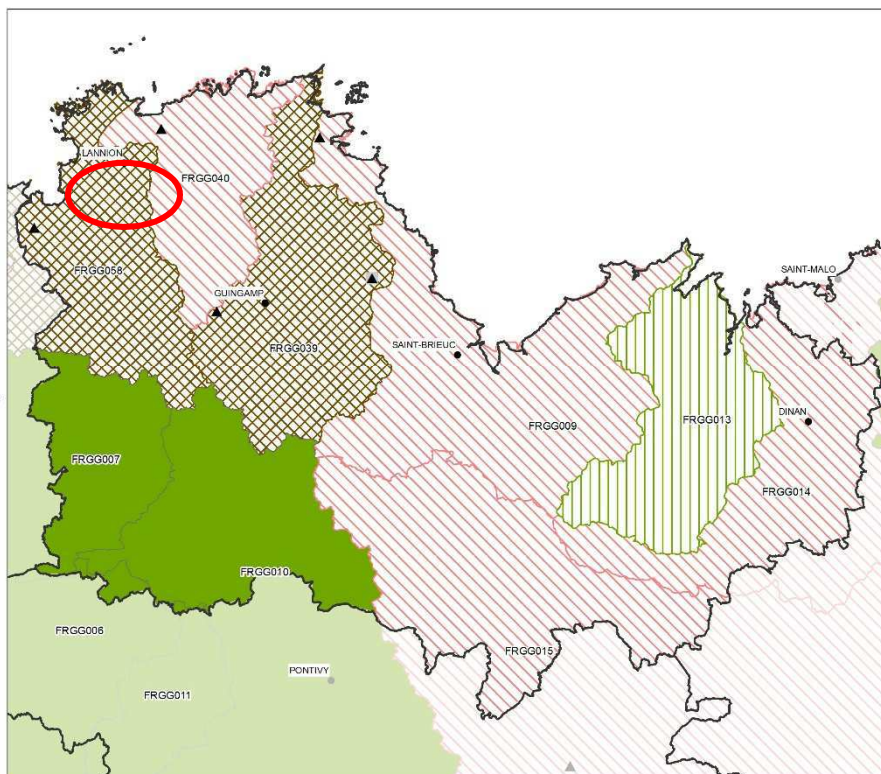 LANNION
FRGG040
FRGG058
GUINGAMP
FRGG039
SAINT-MALO
SAINT-BRIEUC
FRGG009
FRGG013
DINAN
FRGG007
FRGG014
FRGG010
FRGG006
FRGG015
PONTIVY
FRGG011